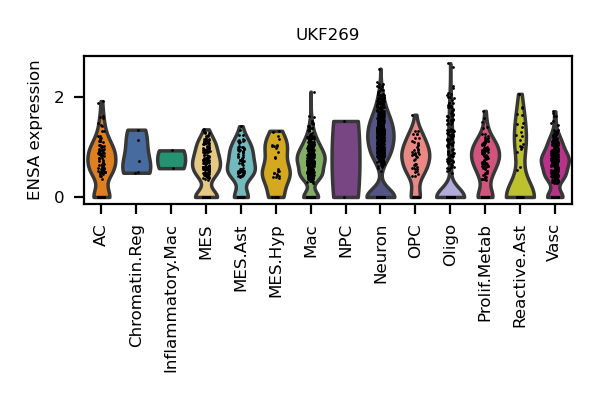 UKF269
ENSA expression
2
0
AC
Chromatin.Reg
Inflammatory.Mac
MES
MES.Ast
MES.Hyp
Mac
NPC
Neuron
OPC
Oligo
Prolif.Metab
Reactive.Ast
Vasc